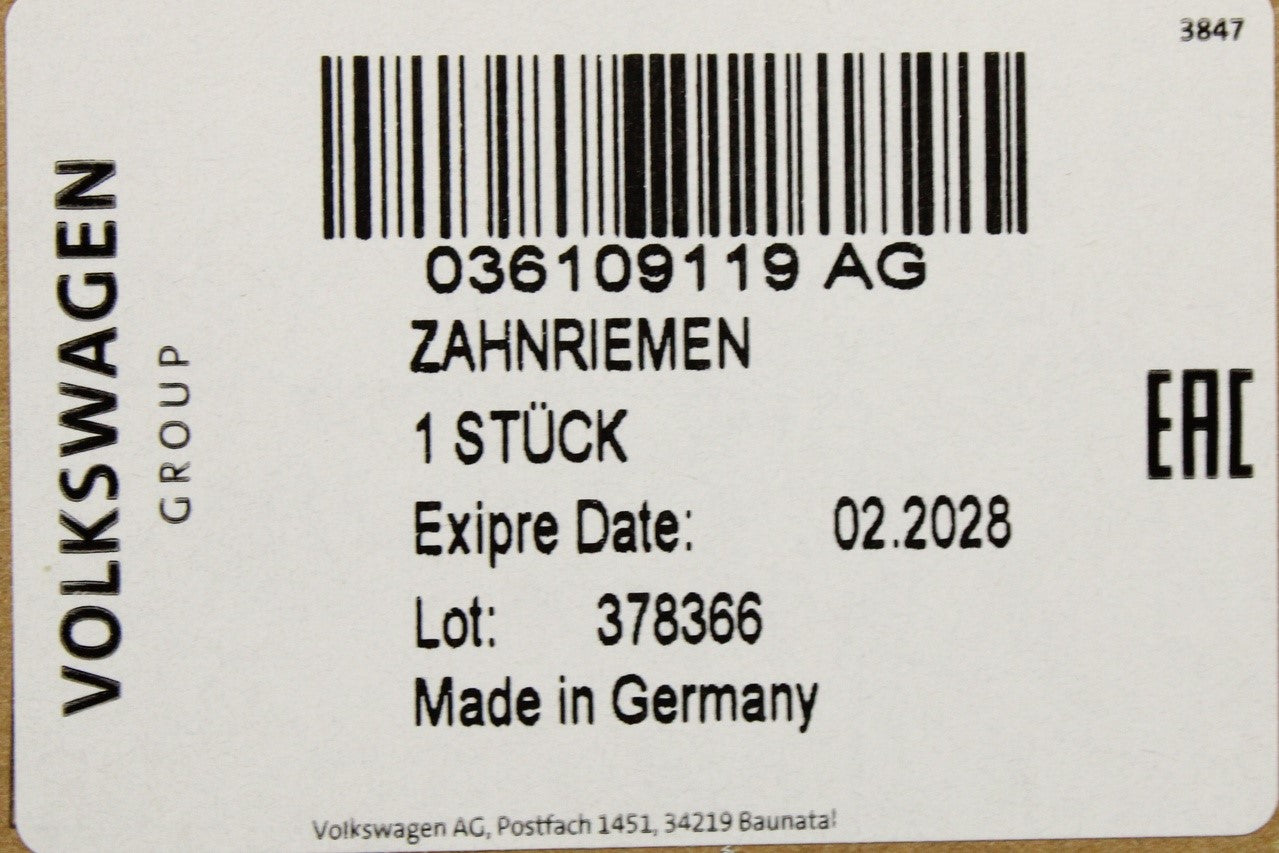 3847
VOLKSWAGEN
GROUP
036109119 AG
ZAHNRIEMEN
1 STÜCK
Exipre Date: 02.2028
Lot: 378366
Made in Germany
EAC
Volkswagen AG, Postfach 1451, 34219 Baunatal